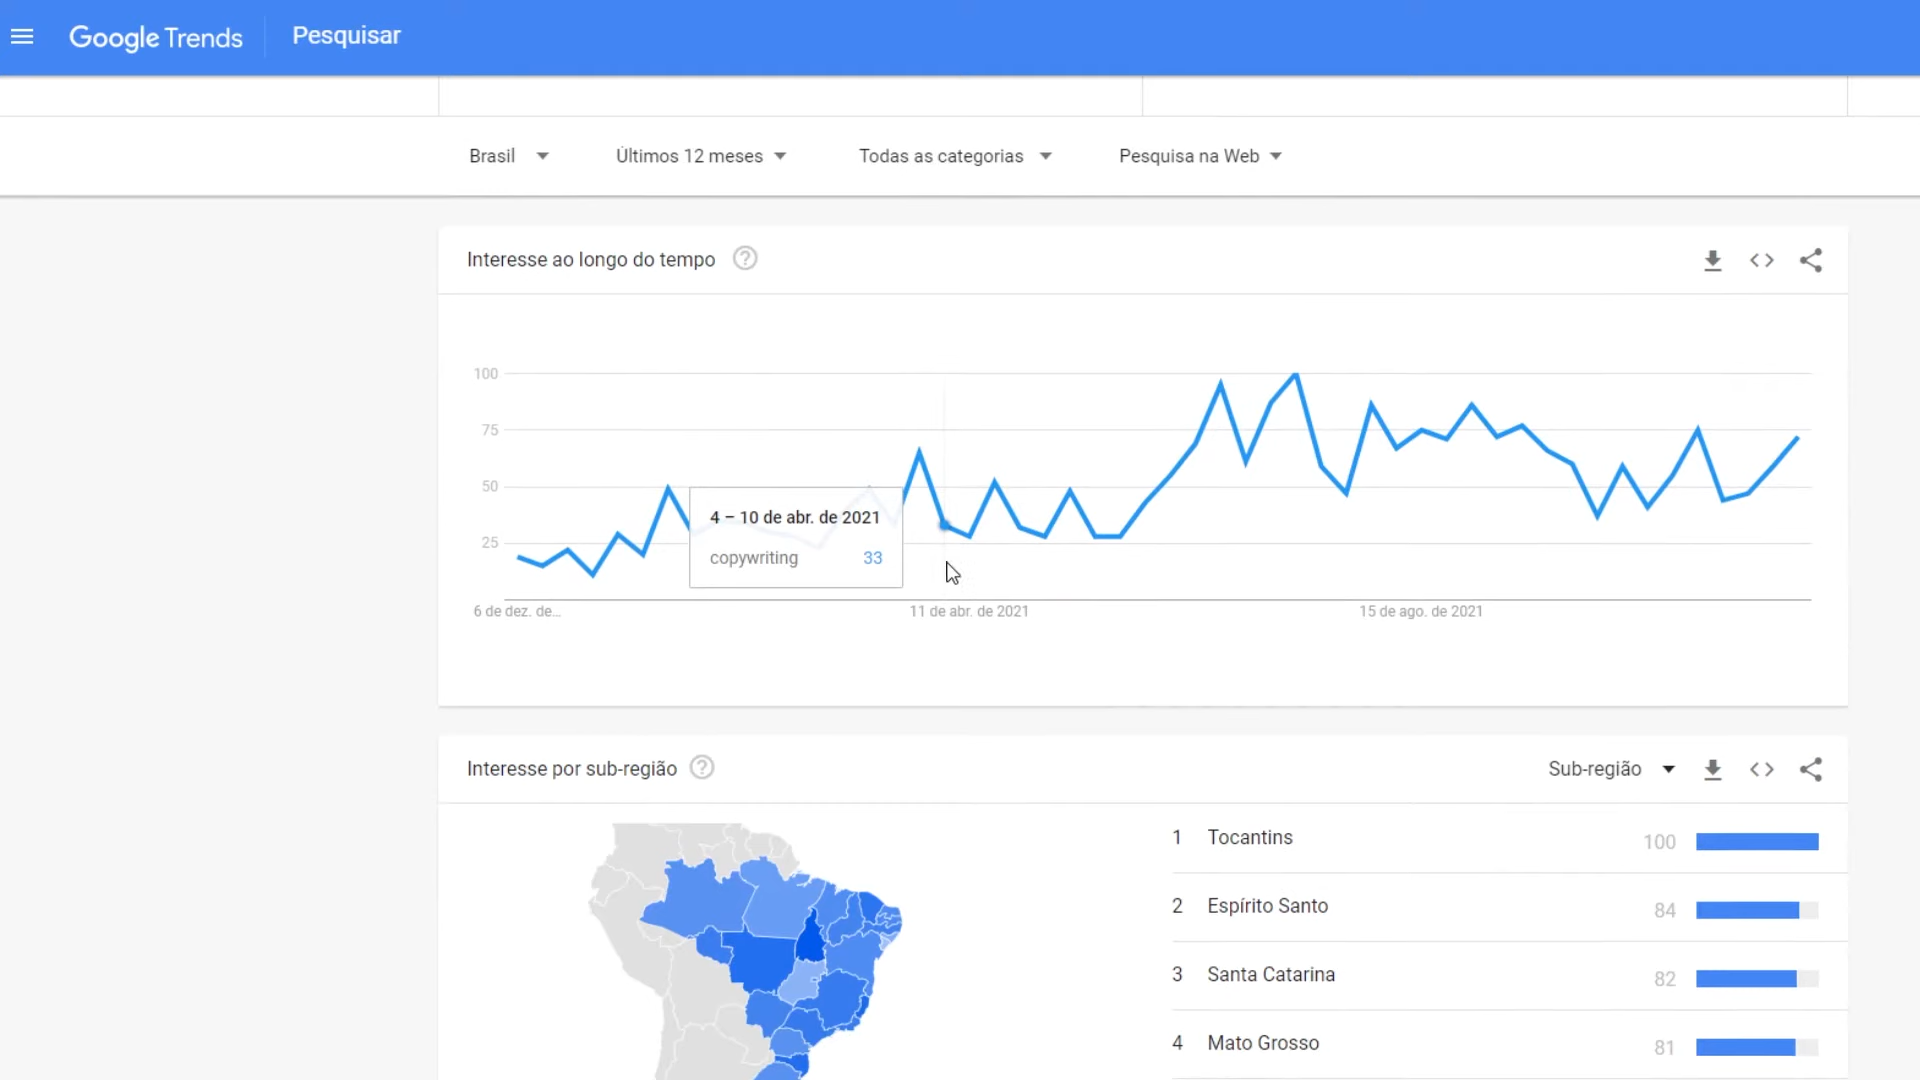 Google Trends Pesquisar
Brasil Últimos 12 meses Todas as categorias Pesquisa na Web
Interesse ao longo do tempo ?
100
75
50
25
4 – 10 de abr. de 2021
copywriting 33
6 de dez. de... 11 de abr. de 2021 15 de ago. de 2021
Interesse por sub-região ? Sub-região
1 Tocantins 100
2 Espírito Santo 84
3 Santa Catarina 82
4 Mato Grosso 81